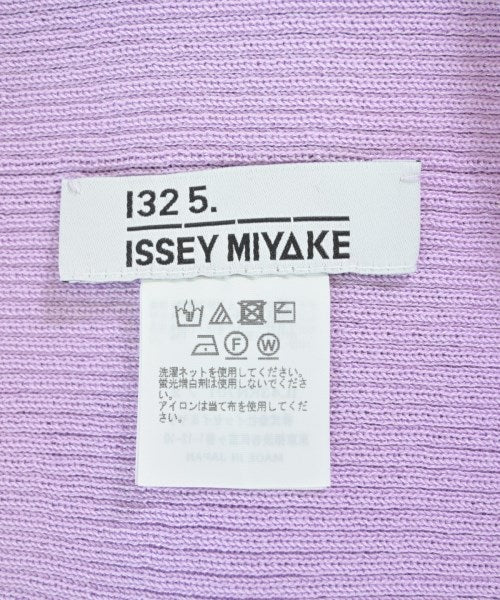 132 5.
ISSEY MIYAKE
F W
洗濯ネットを使用してください。
蛍光増白剤は使用しないでくださ
い。
アイロンは当て布を使用してくだ
さい。
MADE IN JAPAN